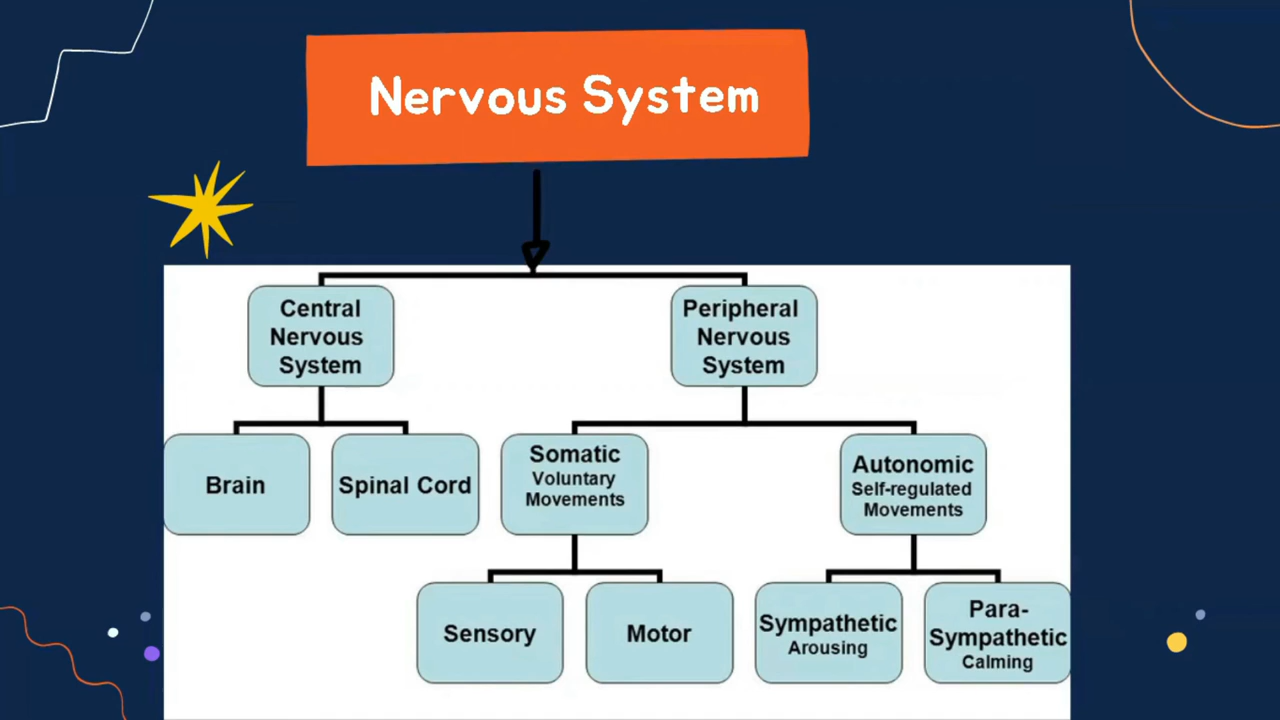 Nervous System
Central
Nervous
System
Peripheral
Nervous
System
Brain
Spinal Cord
Somatic
Voluntary
Movements
Autonomic
Self-regulated
Movements
Sensory
Motor
Sympathetic
Arousing
Para-
Sympathetic
Calming